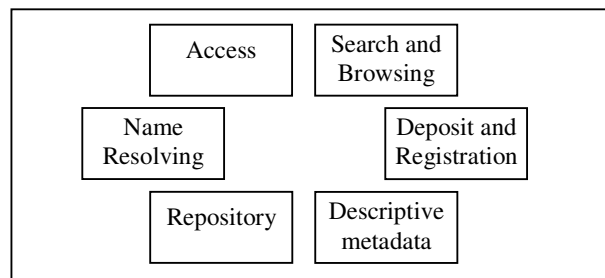 Access
Search and
Browsing
Name
Resolving
Deposit and
Registration
Repository
Descriptive
metadata